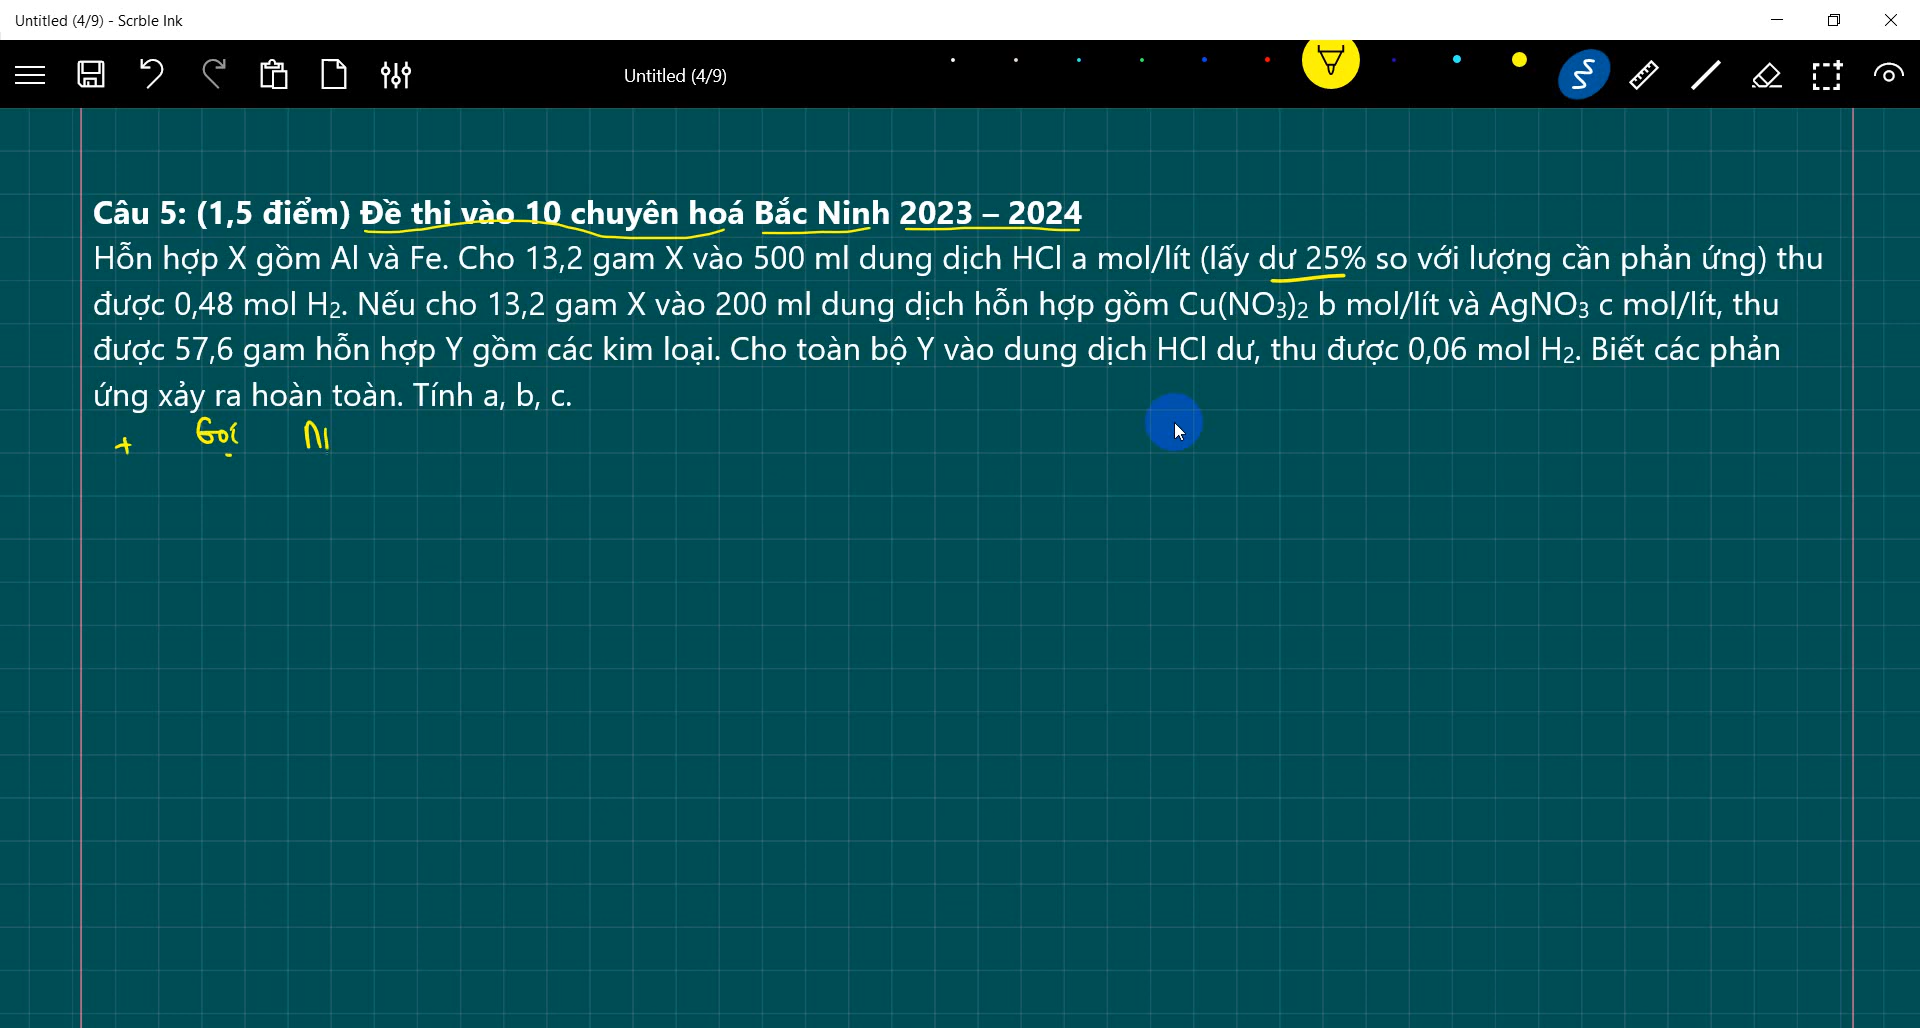 Untitled (4/9) - Scrble Ink
Untitled (4/9)
Câu 5: (1,5 điểm) Đề thi vào 10 chuyên hoá Bắc Ninh 2023 – 2024
Hỗn hợp X gồm Al và Fe. Cho 13,2 gam X vào 500 ml dung dịch HCl a mol/lít (lấy dư 25% so với lượng cần phản ứng) thu
được 0,48 mol H₂. Nếu cho 13,2 gam X vào 200 ml dung dịch hỗn hợp gồm Cu(NO₃)₂ b mol/lít và AgNO₃ c mol/lít, thu
được 57,6 gam hỗn hợp Y gồm các kim loại. Cho toàn bộ Y vào dung dịch HCl dư, thu được 0,06 mol H₂. Biết các phản
ứng xảy ra hoàn toàn. Tính a, b, c.
+ Gọi